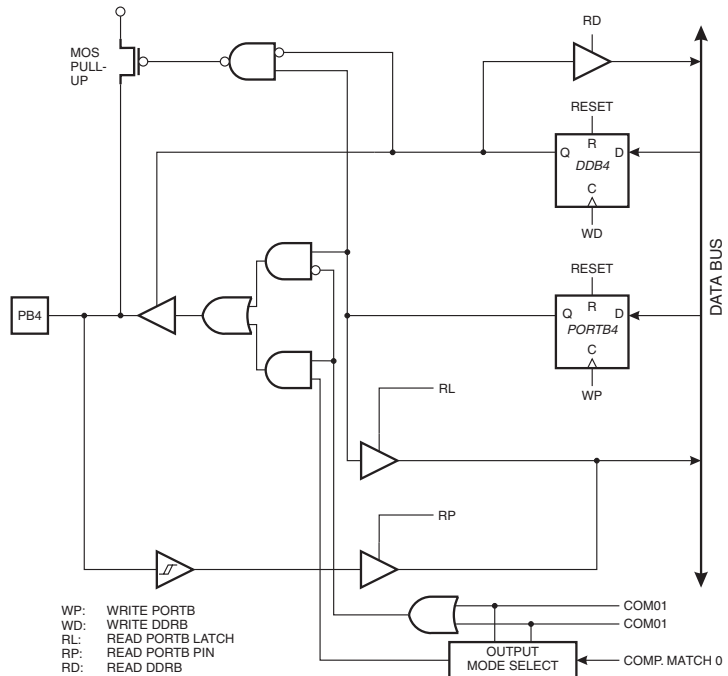 RD
MOS
PULL-
UP
RESET
R
Q
D
DDB4
C
WD
RESET
R
Q
D
PORTB4
C
WP
PB4
DATA BUS
RL
RP
WP: WRITE PORTB
WD: WRITE DDRB
RL: READ PORTB LATCH
RP: READ PORTB PIN
RD: READ DDRB
COM01
COM01
OUTPUT
MODE SELECT
COMP. MATCH 0